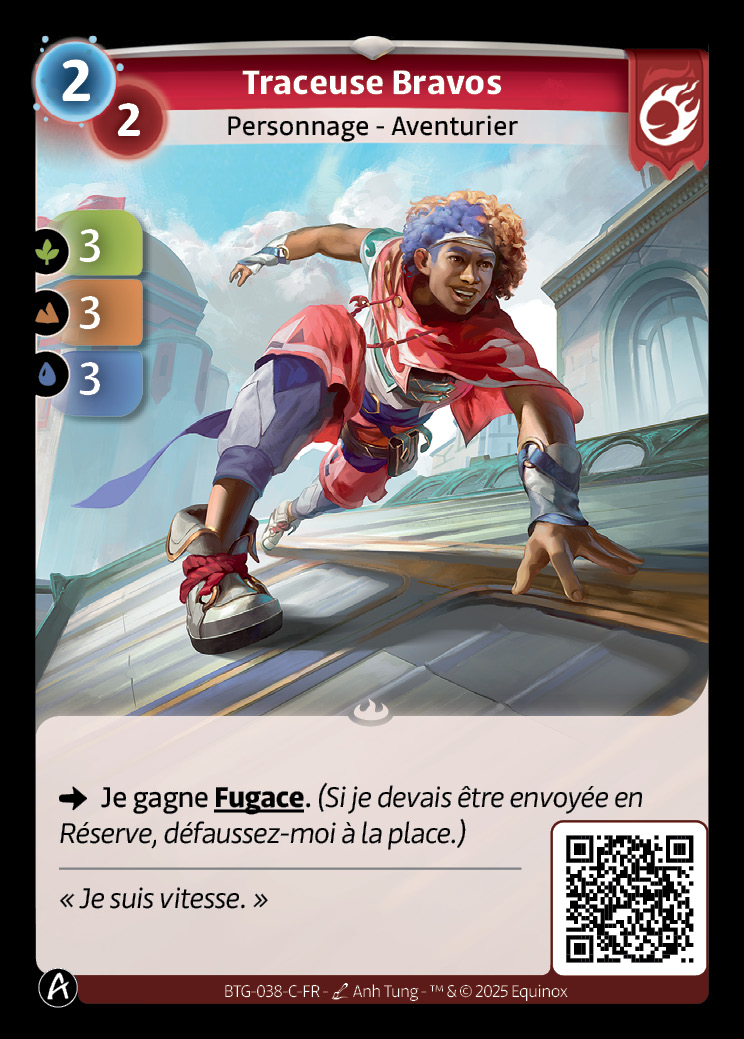 2
2
Traceuse Bravos
Personnage - Aventurier
3
3
3
Je gagne Fugace. (Si je devais être envoyée en
Réserve, défaussez-moi à la place.)
« Je suis vitesse. »
BTG-038-C-FR - Anh Tung - ™ & © 2025 Equinox